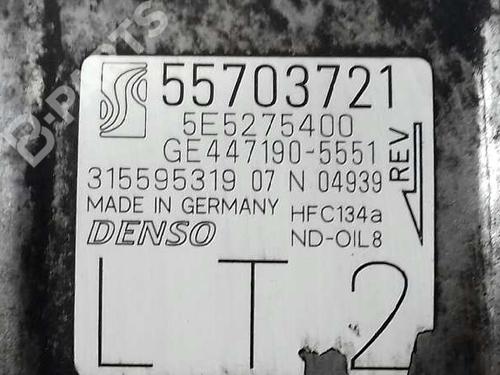 B-PARTS
55703721
5E5275400
GE447190-5551
315595319 07 N 04939
REV
MADE IN GERMANY HFC134a
DENSO ND-OIL8
LT2